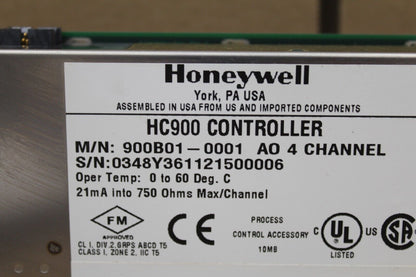 Honeywell
York, PA USA
ASSEMBLED IN USA FROM US AND IMPORTED COMPONENTS
HC900 CONTROLLER
M/N: 900B01-0001 AO 4 CHANNEL
S/N:0348Y361121500006
Oper Temp: 0 to 60 Deg. C
21mA into 750 Ohms Max/Channel
FM
APPROVED
CL I, DIV.2,GRPS ABCD T5
CLASS I, ZONE 2, IIC T5
CE
PROCESS
CONTROL ACCESSORY
10MB
C UL
LISTED
SA